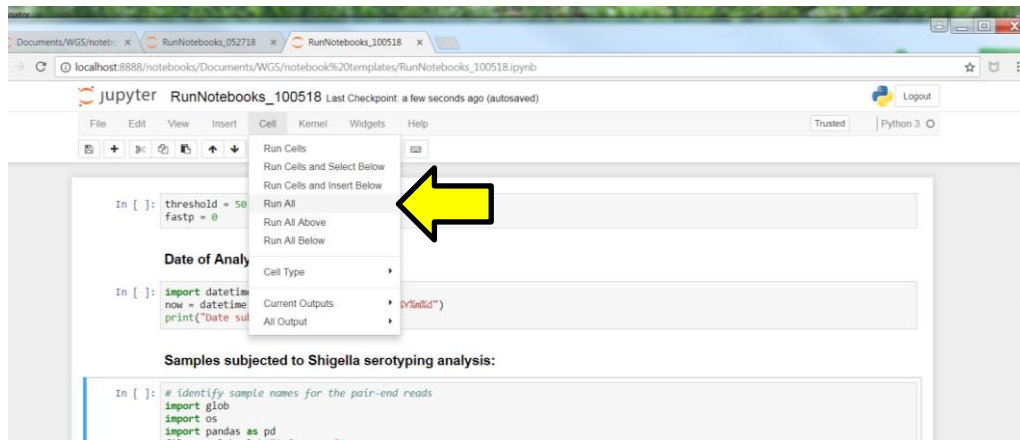 Documents/WGS/noteb
RunNotebooks_052718
RunNotebooks_100518
localhost:8888/notebooks/Documents/WGS/notebook%20templates/RunNotebooks_100518.ipynb
jupyter RunNotebooks_100518 Last Checkpoint: a few seconds ago (autosaved)
Logout
File Edit View Insert Cell Kernel Widgets Help
Trusted Python 3
Run Cells
Run Cells and Select Below
Run Cells and Insert Below
Run All
Run All Above
Run All Below
Cell Type
Current Outputs
All Output
In [ ]: threshold = 50
fastp = 0
Date of Analy
In [ ]: import datetim
now = datetime %Y%m%d")
print("Date sub
Samples subjected to Shigella serotyping analysis:
In [ ]: # identify sample names for the pair-end reads
import glob
import os
import pandas as pd